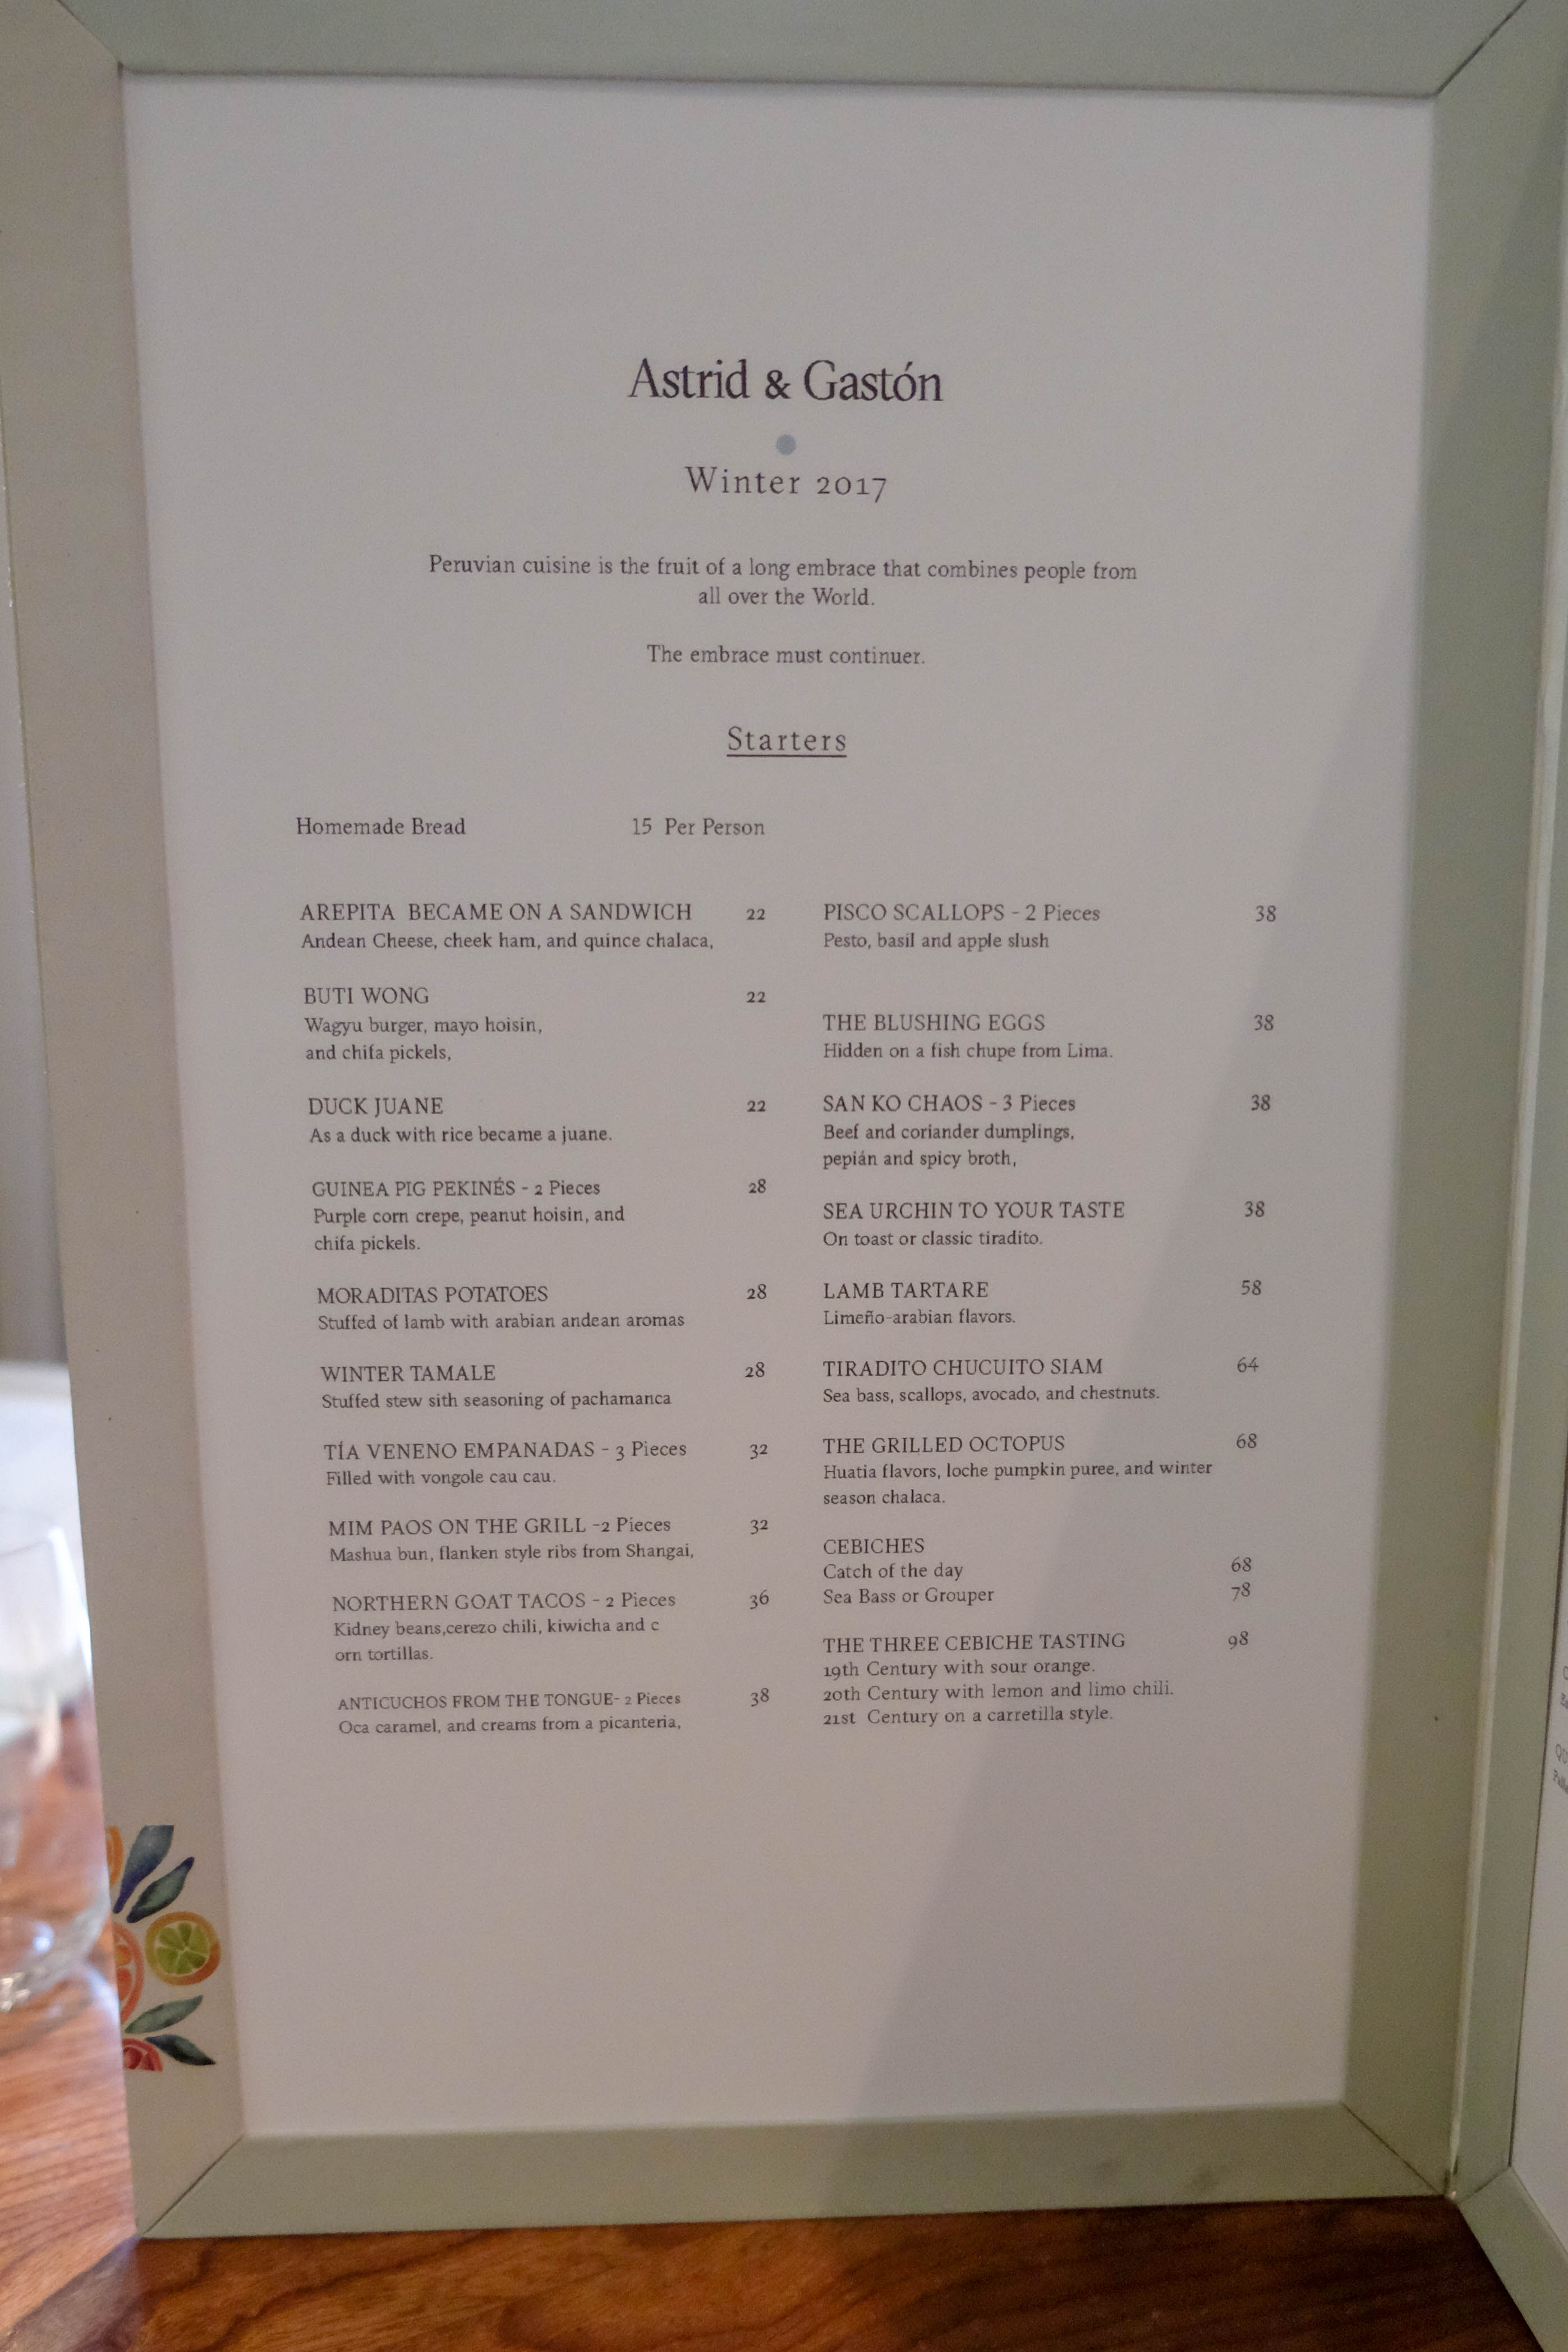 Astrid & Gastón
Winter 2017
Peruvian cuisine is the fruit of a long embrace that combines people from
all over the World.
The embrace must continuer.
Starters
Homemade Bread 15 Per Person
AREPITA BECAME ON A SANDWICH 22
Andean Cheese, cheek ham, and quince chalaca,
BUTI WONG 22
Wagyu burger, mayo hoisin,
and chifa pickels,
DUCK JUANE 22
As a duck with rice became a juane.
GUINEA PIG PEKINÉS - 2 Pieces 28
Purple corn crepe, peanut hoisin, and
chifa pickels.
MORADITAS POTATOES 28
Stuffed of lamb with arabian andean aromas
WINTER TAMALE 28
Stuffed stew sith seasoning of pachamanca
TÍA VENENO EMPANADAS - 3 Pieces 32
Filled with vongole cau cau.
MIM PAOS ON THE GRILL -2 Pieces 32
Mashua bun, flanken style ribs from Shangai,
NORTHERN GOAT TACOS - 2 Pieces 36
Kidney beans,cerezo chili, kiwicha and c
orn tortillas.
ANTICUCHOS FROM THE TONGUE- 2 Pieces 38
Oca caramel, and creams from a picanteria,
PISCO SCALLOPS - 2 Pieces 38
Pesto, basil and apple slush
THE BLUSHING EGGS 38
Hidden on a fish chupe from Lima.
SAN KO CHAOS - 3 Pieces 38
Beef and coriander dumplings,
pepián and spicy broth,
SEA URCHIN TO YOUR TASTE 38
On toast or classic tiradito.
LAMB TARTARE 58
Limeño-arabian flavors.
TIRADITO CHUCUITO SIAM 64
Sea bass, scallops, avocado, and chestnuts.
THE GRILLED OCTOPUS 68
Huatia flavors, loche pumpkin puree, and winter
season chalaca.
CEBICHES
Catch of the day 68
Sea Bass or Grouper 78
THE THREE CEBICHE TASTING 98
19th Century with sour orange.
20th Century with lemon and limo chili.
21st Century on a carretilla style.